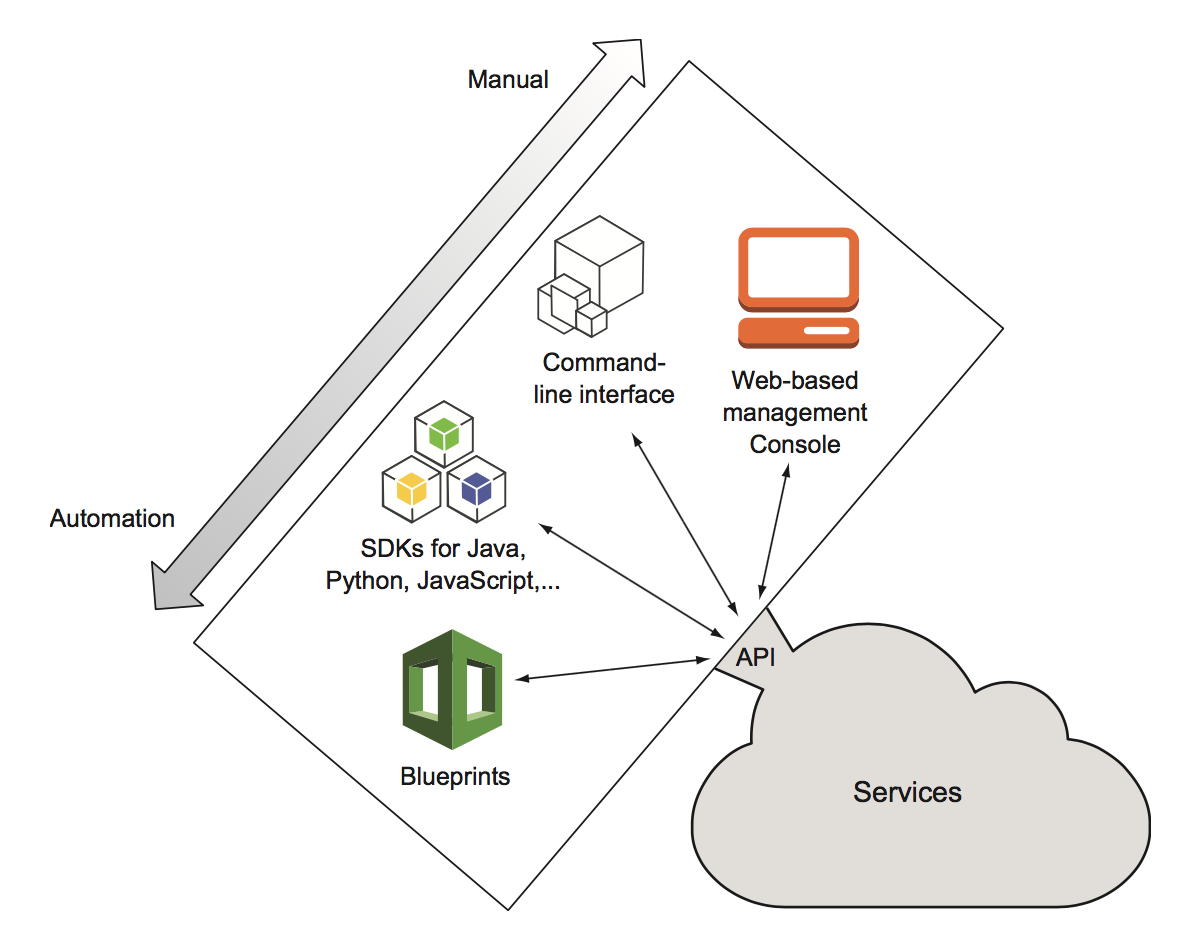 Manual
Command-
line interface
Web-based
management
Console
Automation
SDKs for Java,
Python, JavaScript,...
API
Blueprints
Services